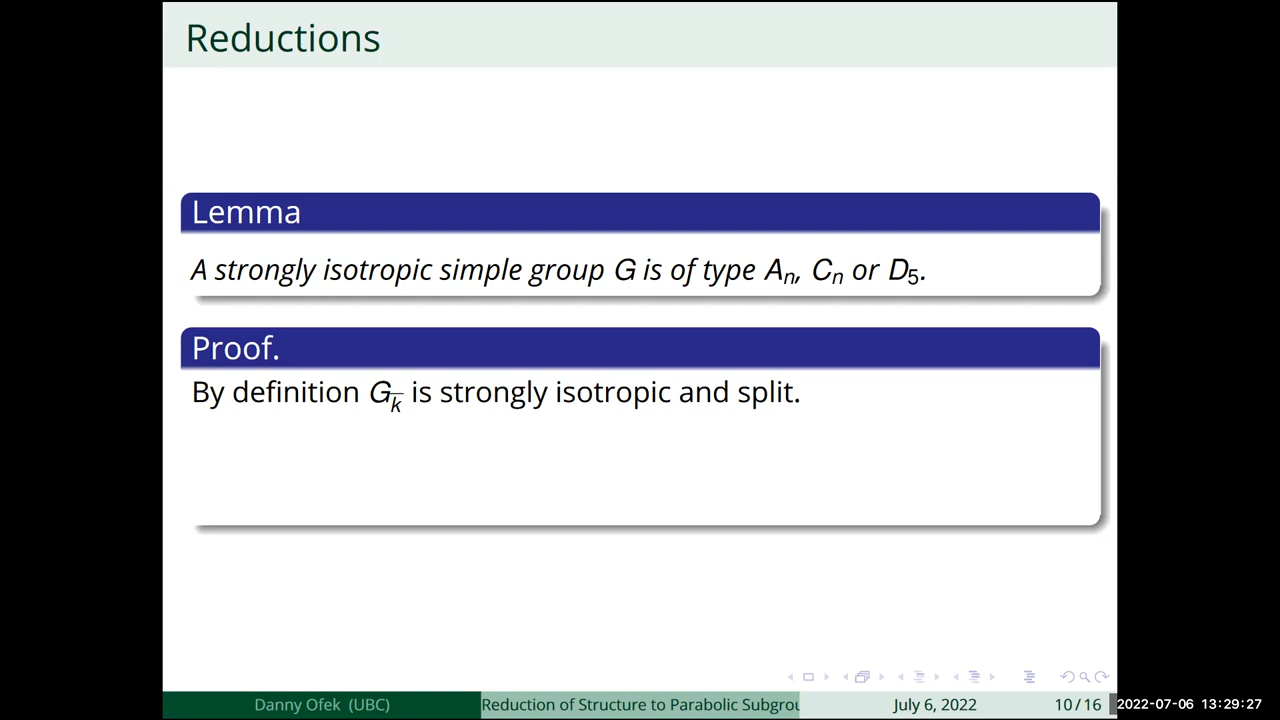 Reductions
Lemma
A strongly isotropic simple group G is of type Aₙ, Cₙ or D₅.
Proof.
By definition G_k̅ is strongly isotropic and split.
Danny Ofek (UBC) Reduction of Structure to Parabolic Subgrou July 6, 2022 10 / 16 2022-07-06 13:29:27